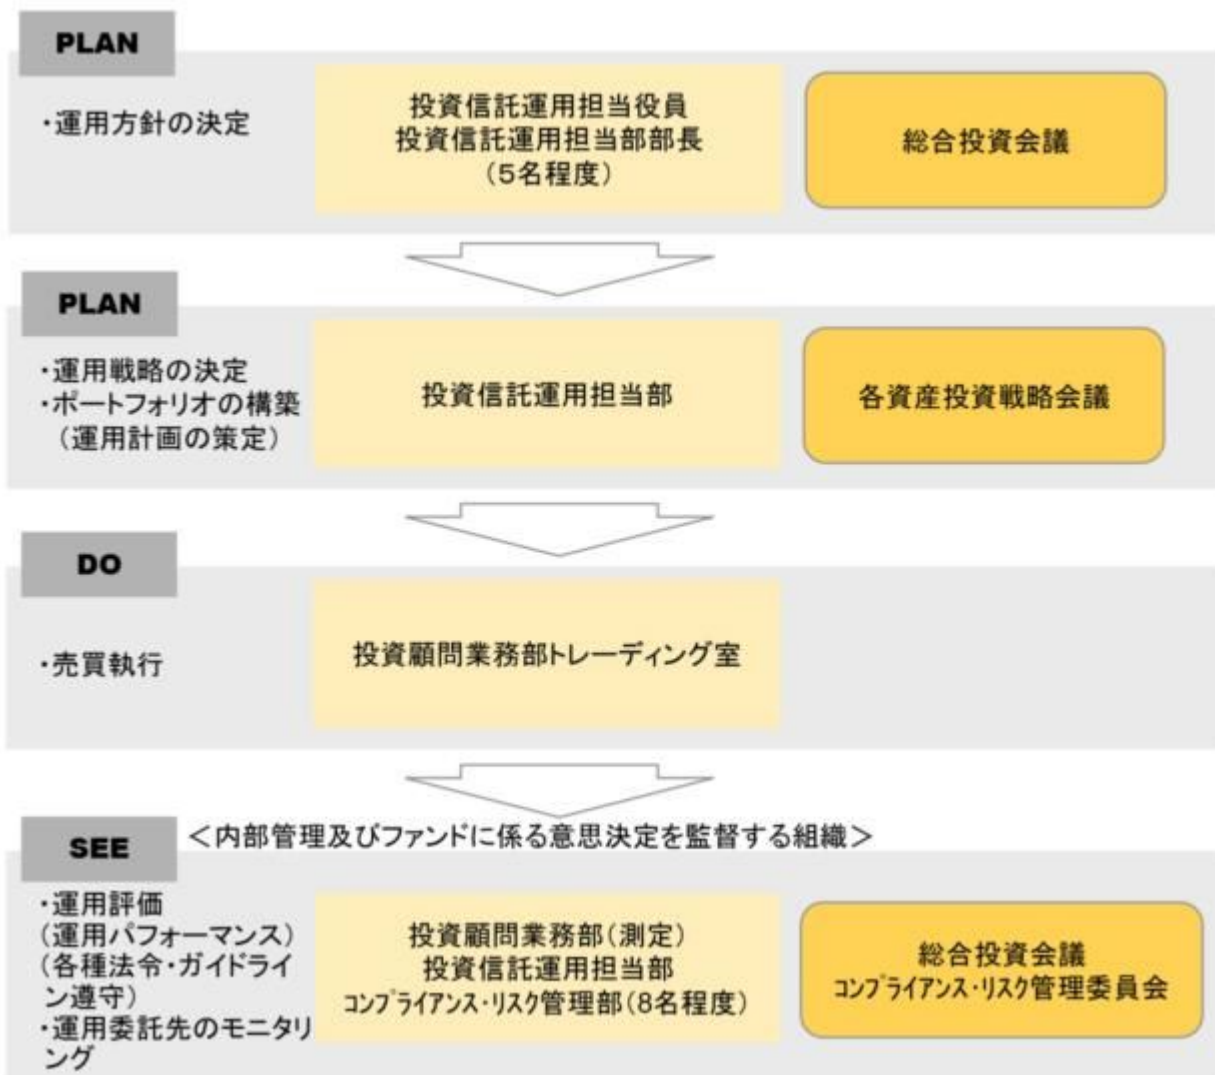 PLAN
・運用方針の決定
投資信託運用担当役員
投資信託運用担当部部長
(5名程度)
総合投資会議
PLAN
・運用戦略の決定
・ポートフォリオの構築
(運用計画の策定)
投資信託運用担当部
各資産投資戦略会議
DO
・売買執行
投資顧問業務部トレーディング室
SEE
＜内部管理及びファンドに係る意思決定を監督する組織＞
・運用評価
(運用パフォーマンス)
(各種法令・ガイドライ
ン遵守)
・運用委託先のモニタリ
ング
投資顧問業務部(測定)
投資信託運用担当部
ｺﾝﾌﾟﾗｲｱﾝｽ・ﾘｽｸ管理部(8名程度)
総合投資会議
ｺﾝﾌﾟﾗｲｱﾝｽ・ﾘｽｸ管理委員会